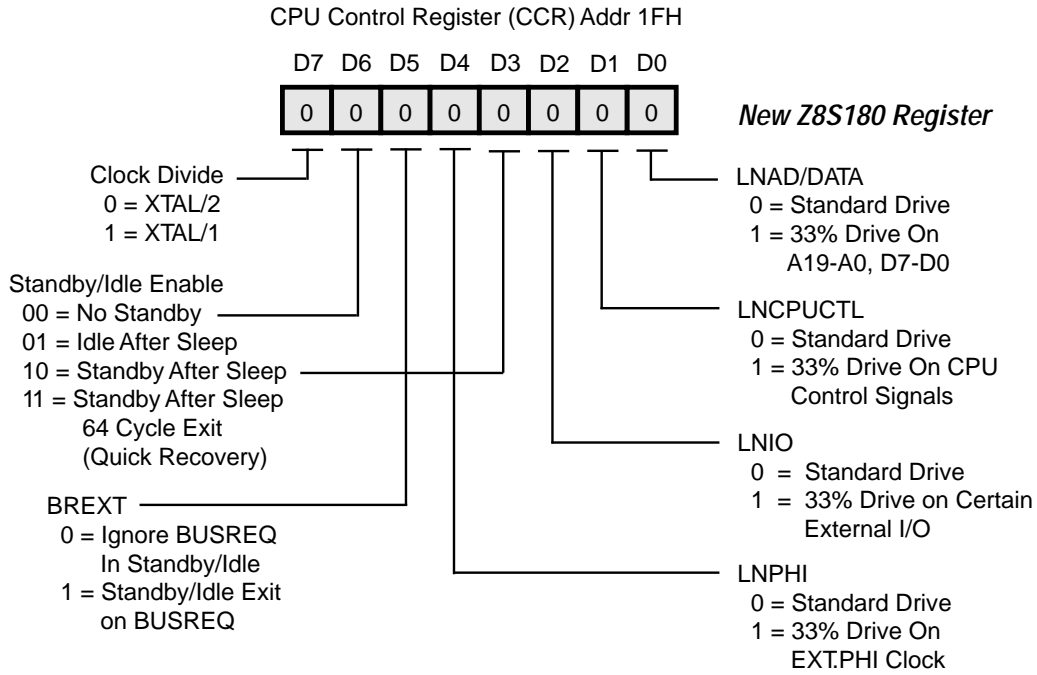 CPU Control Register (CCR) Addr 1FH
D7 D6 D5 D4 D3 D2 D1 D0
0 0 0 0 0 0 0 0
New Z8S180 Register
Clock Divide
0 = XTAL/2
1 = XTAL/1
Standby/Idle Enable
00 = No Standby
01 = Idle After Sleep
10 = Standby After Sleep
11 = Standby After Sleep
64 Cycle Exit
(Quick Recovery)
BREXT
0 = Ignore BUSREQ
In Standby/Idle
1 = Standby/Idle Exit
on BUSREQ
LNAD/DATA
0 = Standard Drive
1 = 33% Drive On
A19-A0, D7-D0
LNCPUCTL
0 = Standard Drive
1 = 33% Drive On CPU
Control Signals
LNIO
0 = Standard Drive
1 = 33% Drive on Certain
External I/O
LNPHI
0 = Standard Drive
1 = 33% Drive On
EXT.PHI Clock